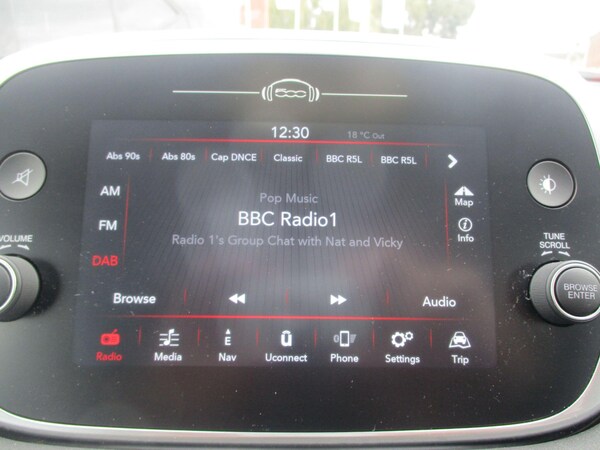 500
12:30 18 °C Out
Abs 90s Abs 80s Cap DNCE Classic BBC R5L BBC R5L
AM
Pop Music
Map
FM
BBC Radio1
VOLUME
TUNE
SCROLL
Info
DAB
Radio 1's Group Chat with Nat and Vicky
BROWSE
ENTER
Browse
Audio
E
Radio Media Nav Uconnect Phone Settings Trip